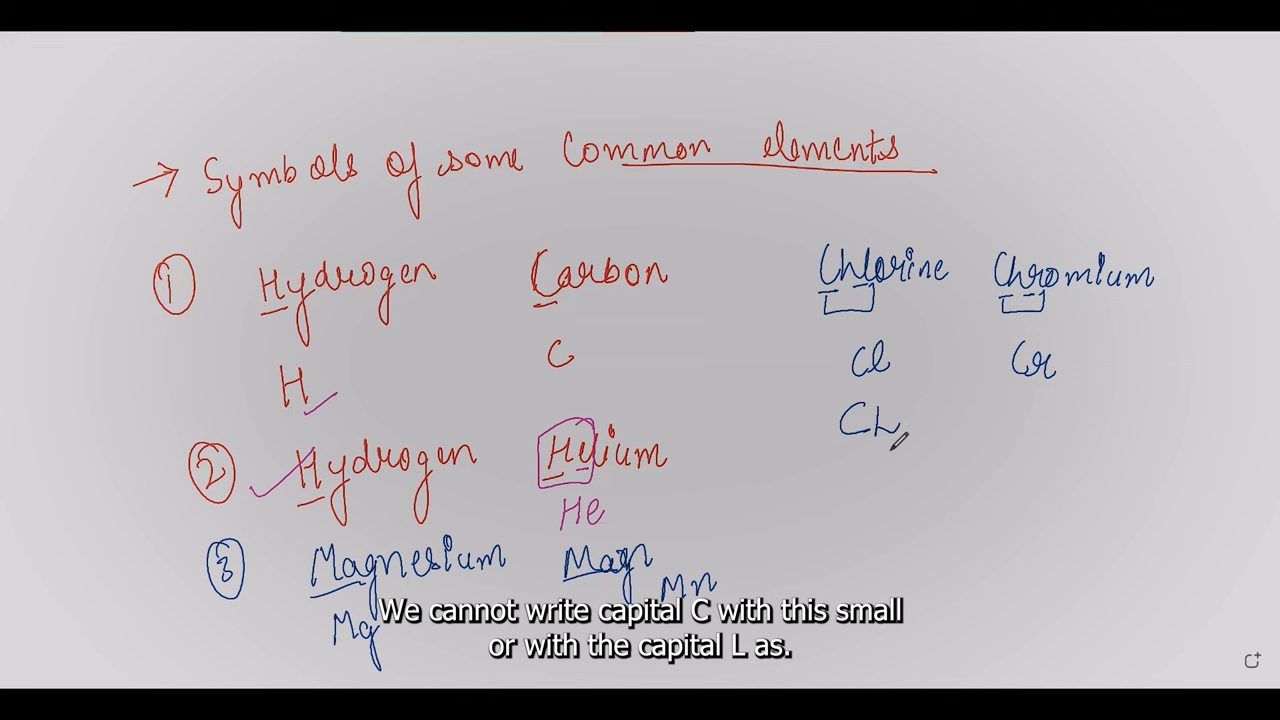 → Symbols of some Common elements
① Hydrogen Carbon Chlorine Chromium
H C Cl Cr
CL
② Hydrogen Helium
He
③ Magnesium
Mg Mn
We cannot write capital C with this small
or with the capital L as.